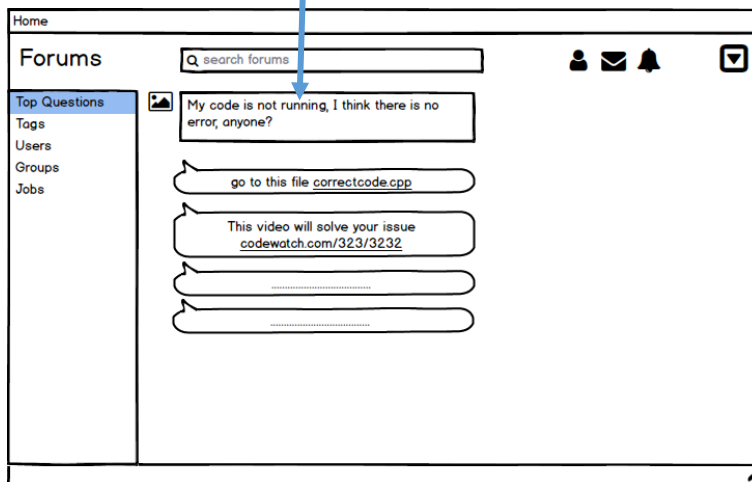 Home
Forums
search forums
Top Questions
Tags
Users
Groups
Jobs
My code is not running, I think there is no
error, anyone?
go to this file correctcode.cpp
This video will solve your issue
codewatch.com/323/3232
........................................
........................................